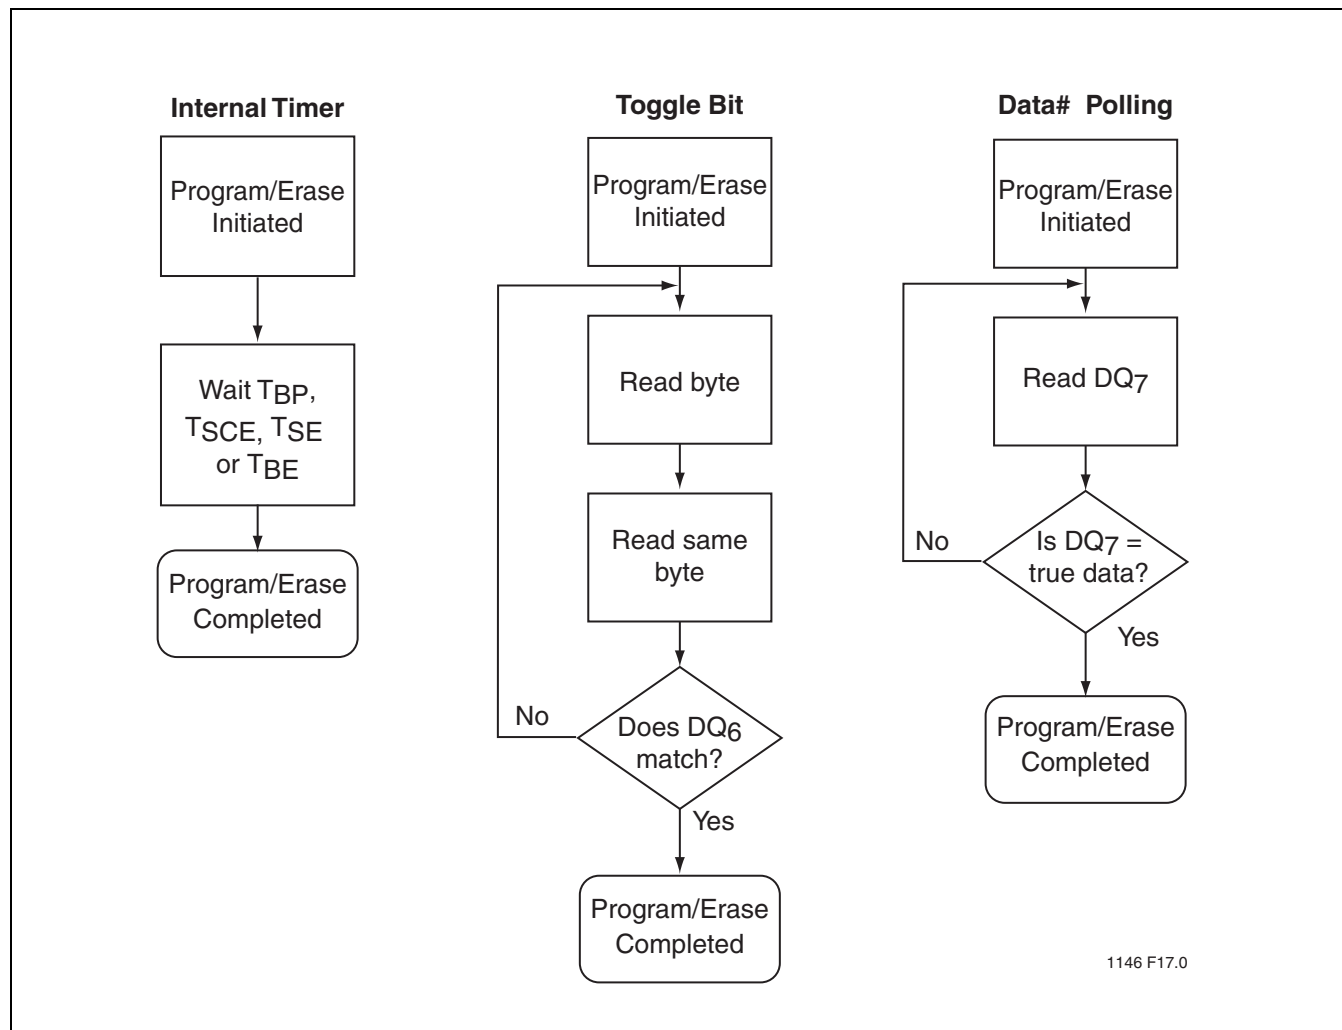 Internal Timer
Program/Erase
Initiated
Wait TBP,
TSCE, TSE
or TBE
Program/Erase
Completed
Toggle Bit
Program/Erase
Initiated
Read byte
Read same
byte
No
Does DQ6
match?
Yes
Program/Erase
Completed
Data# Polling
Program/Erase
Initiated
Read DQ7
No
Is DQ7 =
true data?
Yes
Program/Erase
Completed
1146 F17.0